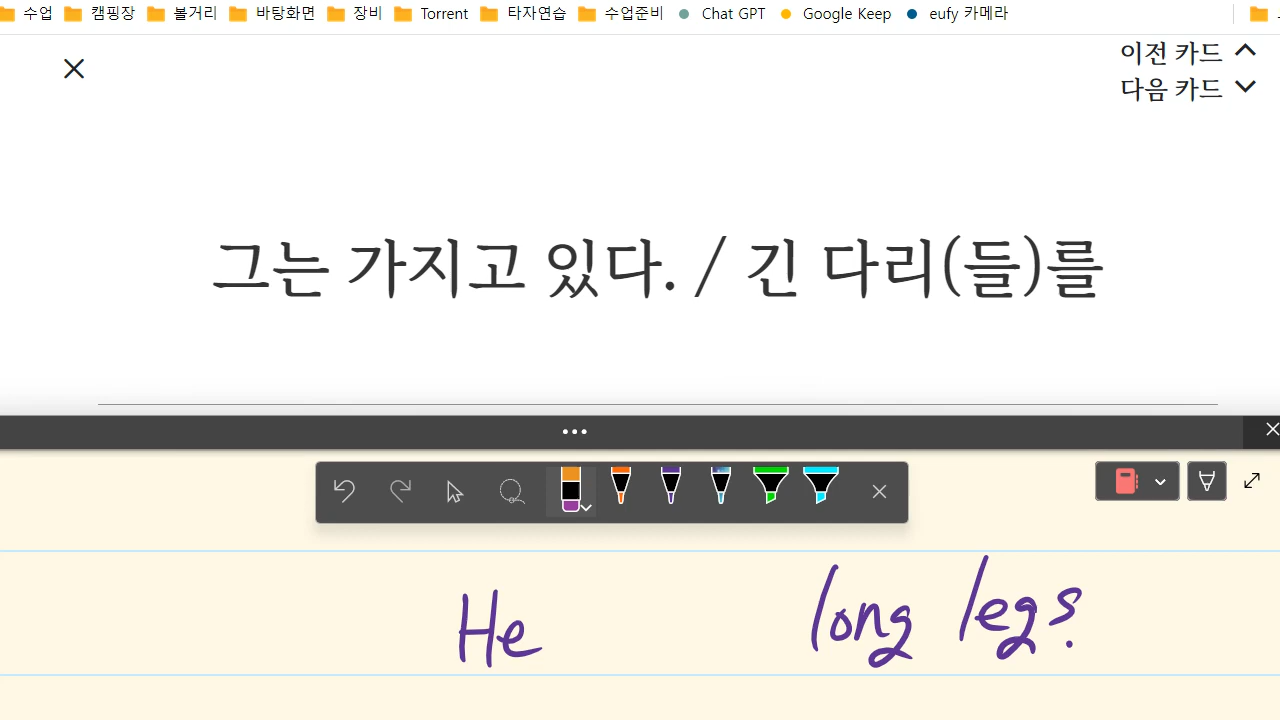 수업 캠핑장 볼거리 바탕화면 장비 Torrent 타자연습 수업준비 Chat GPT Google Keep eufy 카메라
이전 카드
다음 카드
그는 가지고 있다. / 긴 다리(들)를
He long legs.